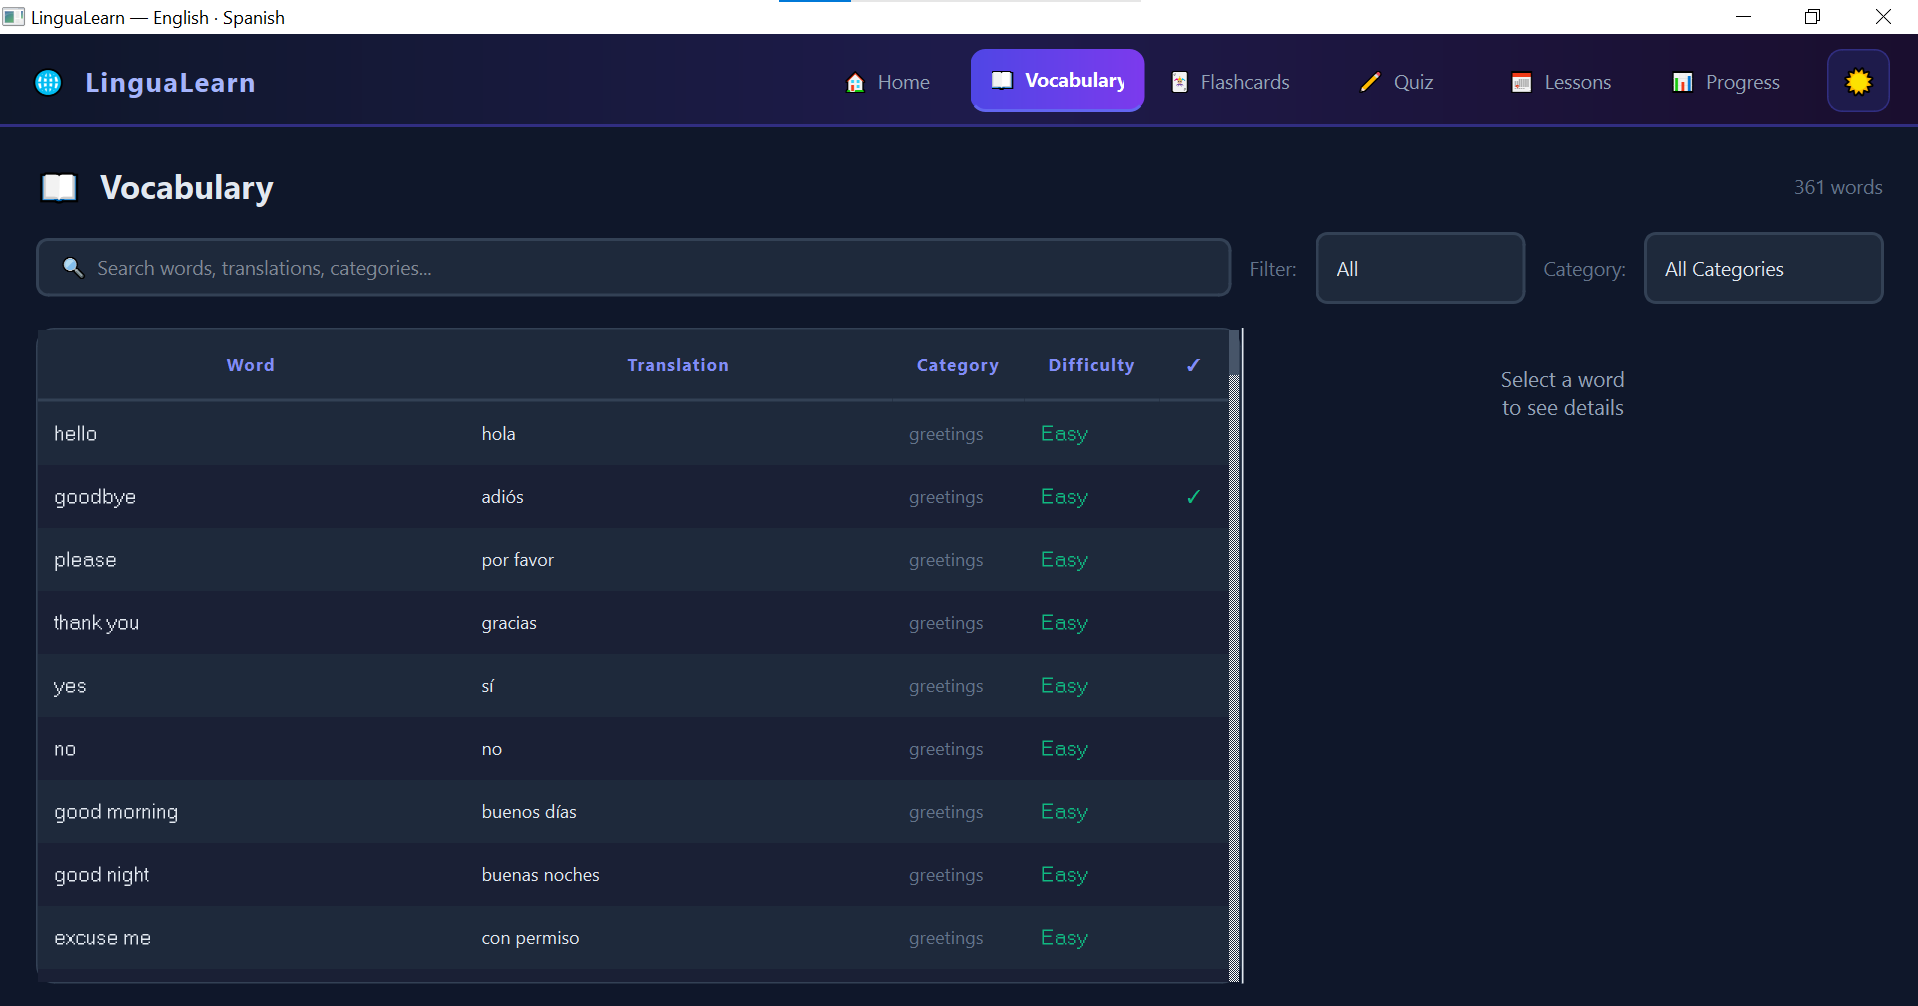 LinguaLearn — English · Spanish
LinguaLearn
Home
Vocabulary
Flashcards
Quiz
Lessons
Progress
Vocabulary
361 words
Search words, translations, categories...
Filter:
All
Category:
All Categories
Word Translation Category Difficulty ✓
hello hola greetings Easy
goodbye adiós greetings Easy ✓
please por favor greetings Easy
thank you gracias greetings Easy
yes sí greetings Easy
no no greetings Easy
good morning buenos días greetings Easy
good night buenas noches greetings Easy
excuse me con permiso greetings Easy
Select a word
to see details